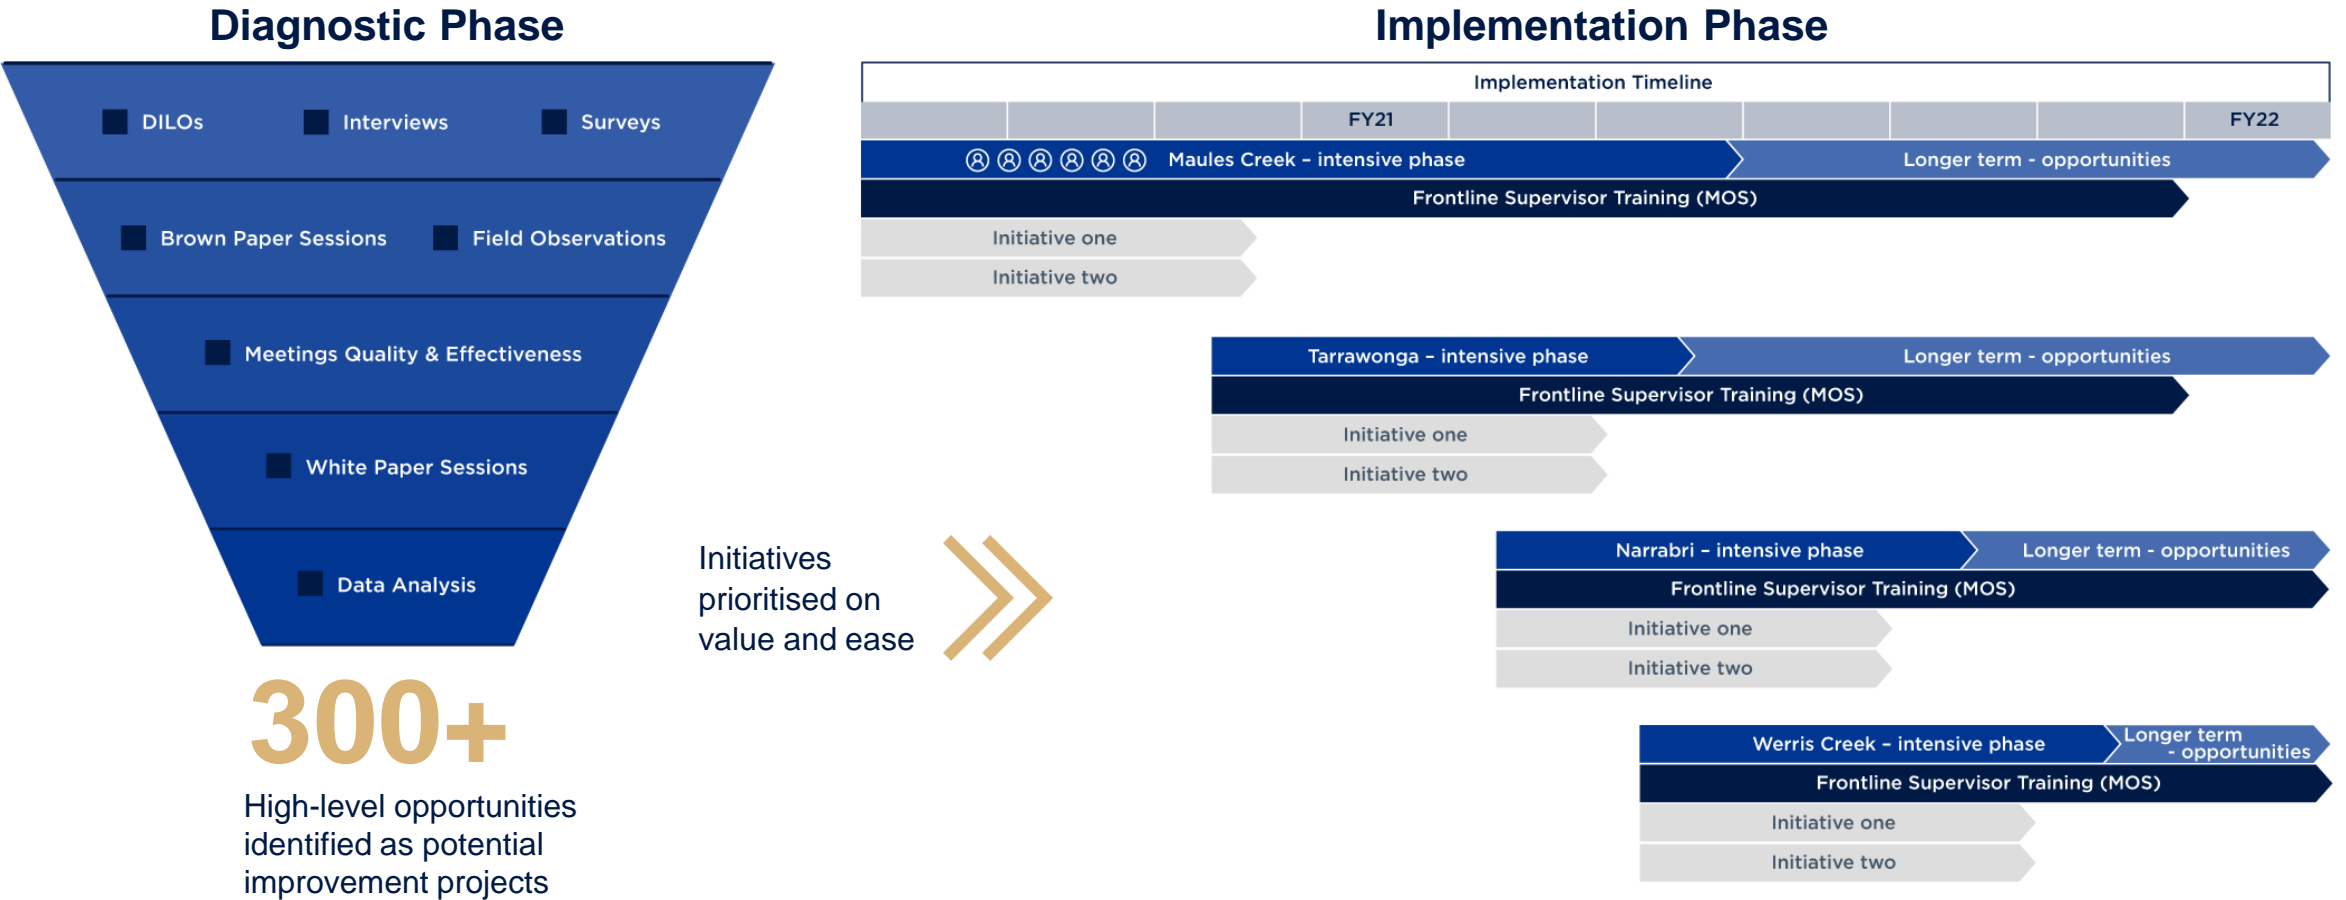 Diagnostic Phase
DILOs
Interviews
Surveys
Brown Paper Sessions
Field Observations
Meetings Quality & Effectiveness
White Paper Sessions
Data Analysis
300+
High-level opportunities
identified as potential
improvement projects
Initiatives
prioritised on
value and ease
Implementation Phase
Implementation Timeline
FY21
FY22
Maules Creek – intensive phase
Longer term - opportunities
Frontline Supervisor Training (MOS)
Initiative one
Initiative two
Tarrawonga – intensive phase
Longer term - opportunities
Frontline Supervisor Training (MOS)
Initiative one
Initiative two
Narrabri – intensive phase
Longer term - opportunities
Frontline Supervisor Training (MOS)
Initiative one
Initiative two
Werris Creek – intensive phase
Longer term
- opportunities
Frontline Supervisor Training (MOS)
Initiative one
Initiative two